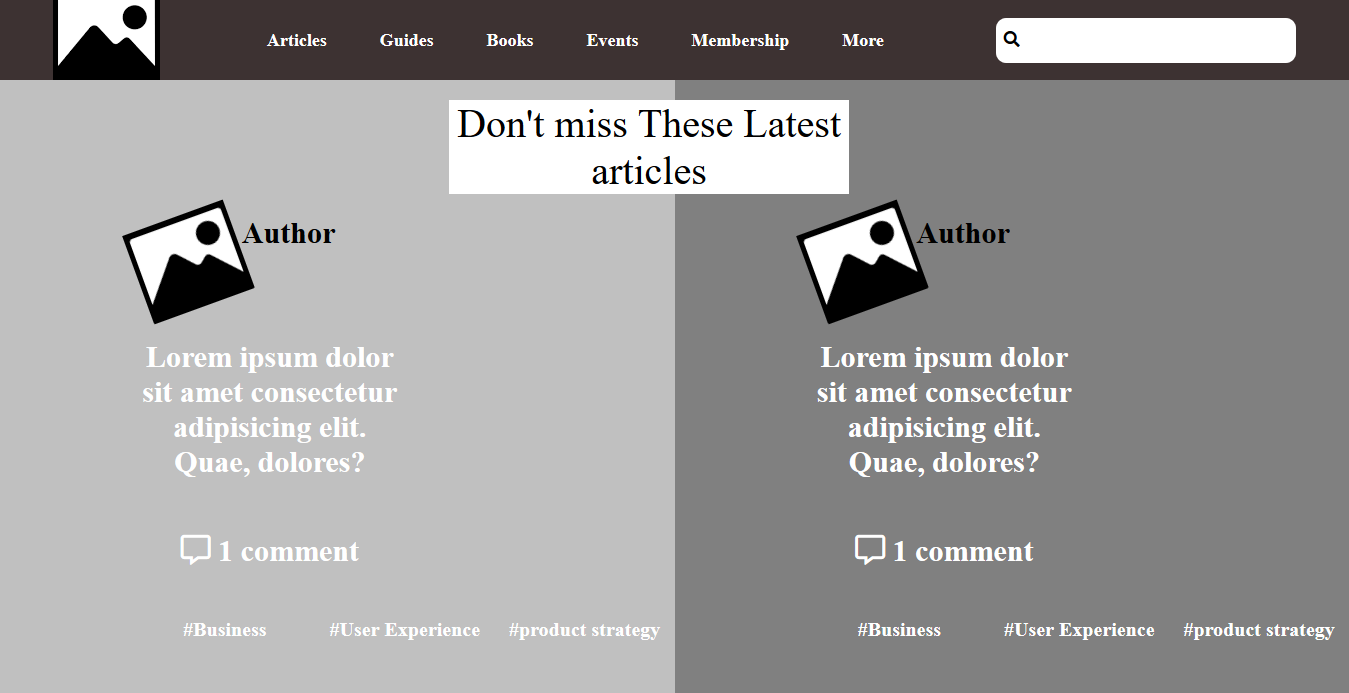 Articles Guides Books Events Membership More
Don't miss These Latest
articles
Author
Lorem ipsum dolor
sit amet consectetur
adipisicing elit.
Quae, dolores?
1 comment
#Business #User Experience #product strategy
Author
Lorem ipsum dolor
sit amet consectetur
adipisicing elit.
Quae, dolores?
1 comment
#Business #User Experience #product strategy